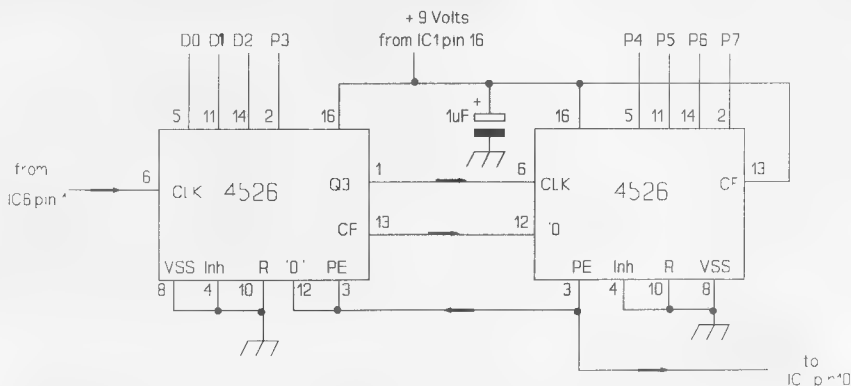 + 9 Volts
from IC1 pin 16
D0 D1 D2 P3
P4 P5 P6 P7
5 11 14 2 16
1uF
+
16 5 11 14 2
from
IC6 pin
6
CLK
4526
Q3
1
6
CLK
4526
CF
13
CF
13
12
'0
VSS Inh R '0' PE
PE Inh R VSS
8 4 10 12 3
3 4 10 8
to
pin